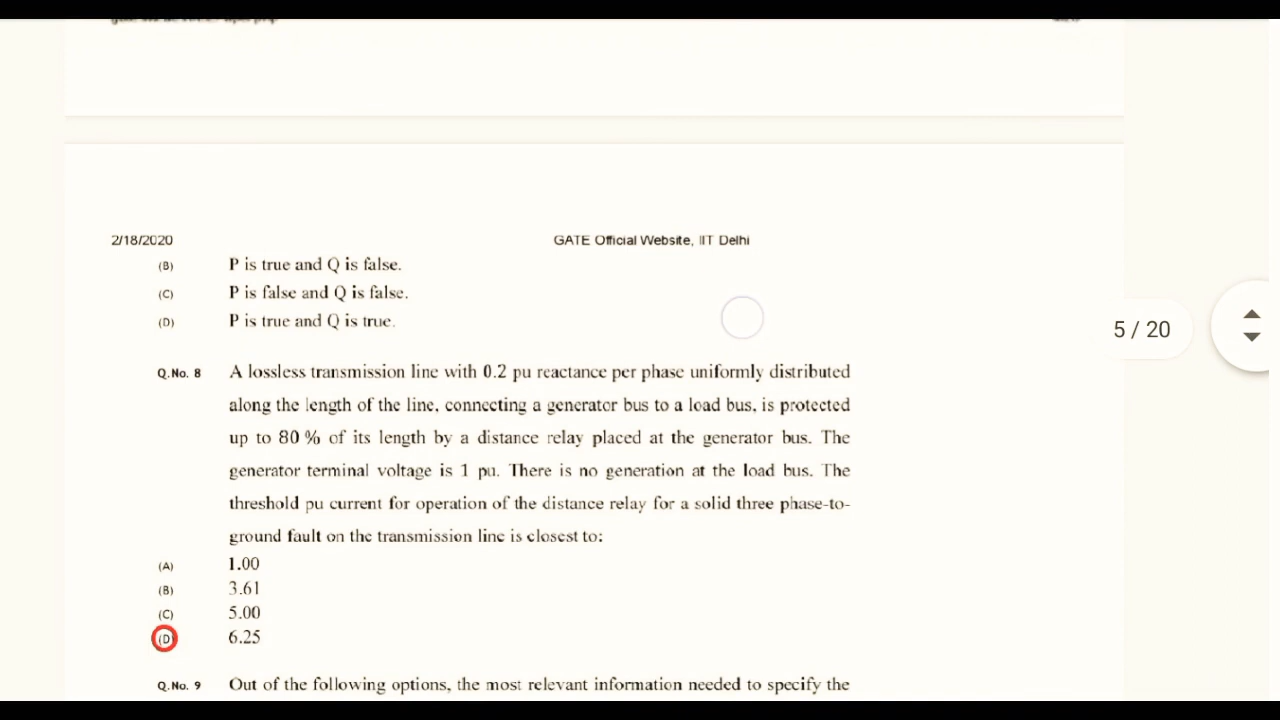 2/18/2020 GATE Official Website, IIT Delhi
(B) P is true and Q is false.
(C) P is false and Q is false.
(D) P is true and Q is true.
5 / 20
Q.No. 8 A lossless transmission line with 0.2 pu reactance per phase uniformly distributed
along the length of the line, connecting a generator bus to a load bus, is protected
up to 80 % of its length by a distance relay placed at the generator bus. The
generator terminal voltage is 1 pu. There is no generation at the load bus. The
threshold pu current for operation of the distance relay for a solid three phase-to-
ground fault on the transmission line is closest to:
(A) 1.00
(B) 3.61
(C) 5.00
(D) 6.25
Q.No. 9 Out of the following options, the most relevant information needed to specify the